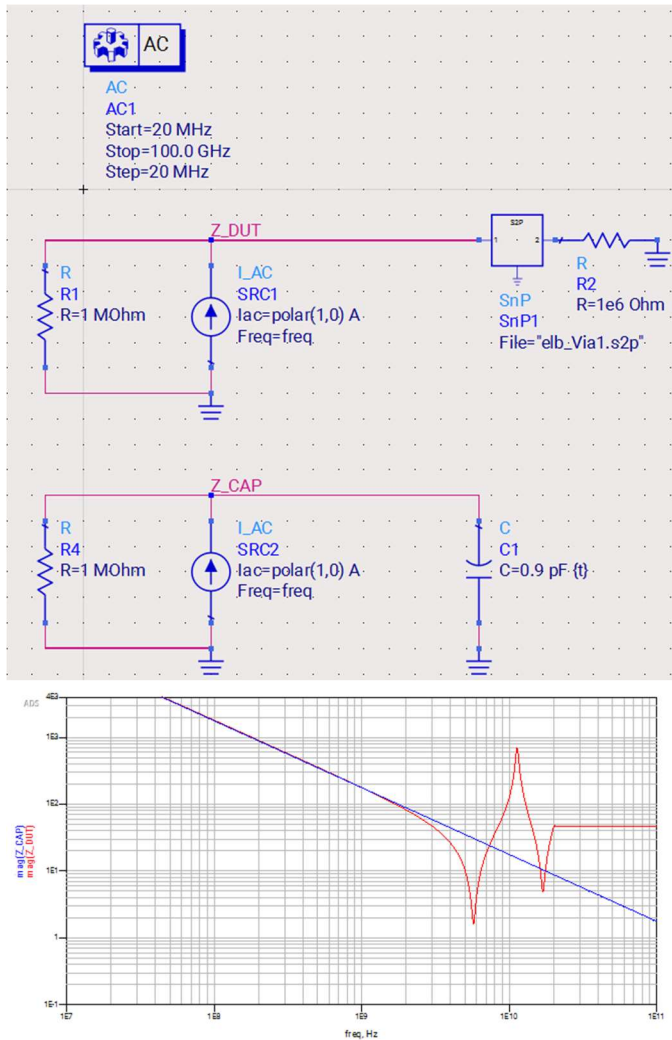 AC
AC
AC1
Start=20 MHz
Stop=100.0 GHz
Step=20 MHz
Z_DUT
S2P
1
2
R
R1
R=1 MOhm
I_AC
SRC1
Iac=polar(1,0) A
Freq=freq
SnP
SnP1
File="elb_Via1.s2p"
R
R2
R=1e6 Ohm
Z_CAP
R
R4
R=1 MOhm
I_AC
SRC2
Iac=polar(1,0) A
Freq=freq
C
C1
C=0.9 pF {t}
ADS
4E3
1E3
1E2
1E1
1
1E-1
mag(Z_CAP)
mag(Z_DUT)
1E7
1E8
1E9
1E10
1E11
freq, Hz